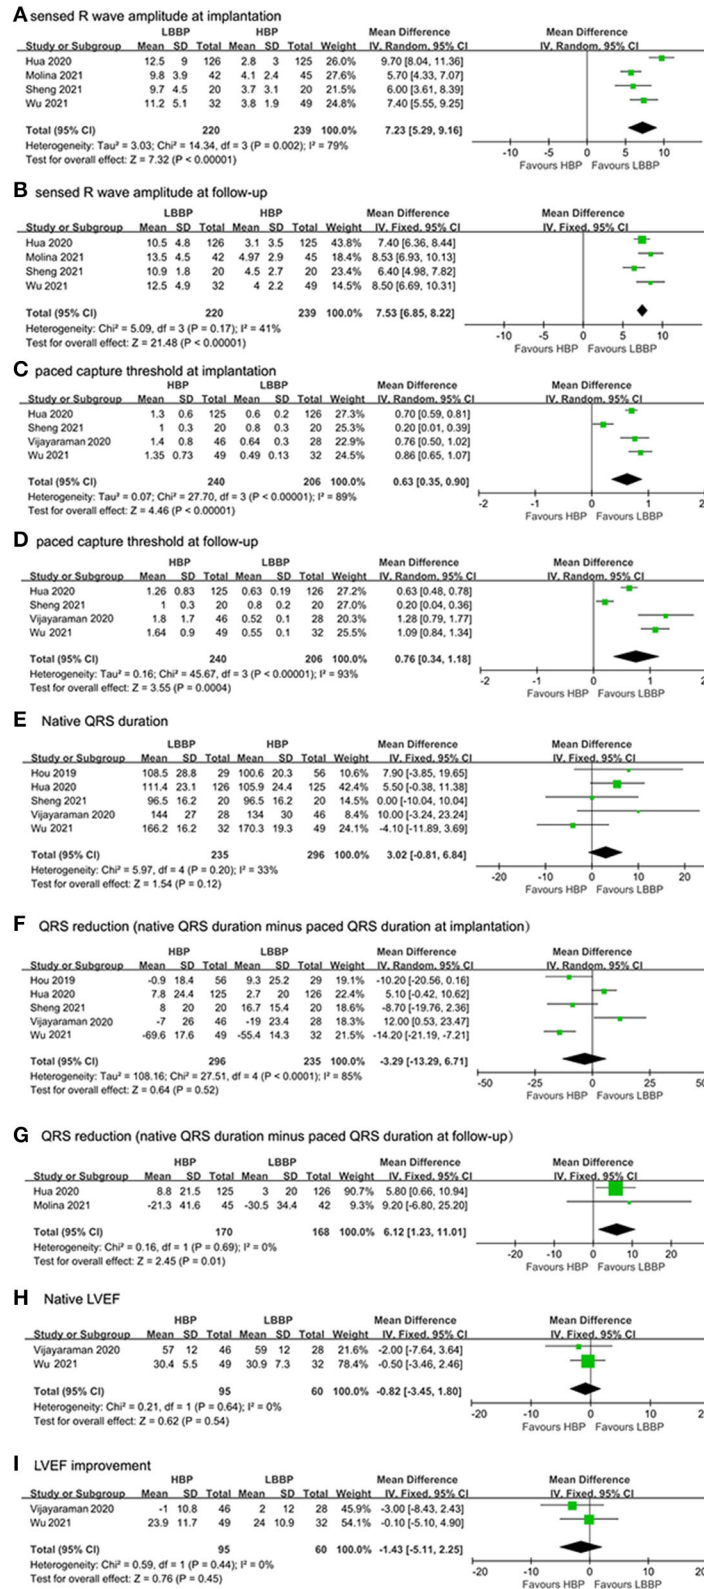 A sensed R wave amplitude at implantation
LBBP HBP Mean Difference Mean Difference
Study or Subgroup Mean SD Total Mean SD Total Weight IV. Random, 95% CI IV. Random, 95% CI
Hua 2020 12.5 9 126 2.8 3 125 26.0% 9.70 [8.04, 11.36]
Molina 2021 9.8 3.9 42 4.1 2.4 45 27.6% 5.70 [4.33, 7.07]
Sheng 2021 9.7 4.5 20 3.7 3.1 20 21.5% 6.00 [3.61, 8.39]
Wu 2021 11.2 5.1 32 3.8 1.9 49 24.8% 7.40 [5.55, 9.25]
Total (95% CI) 220 239 100.0% 7.23 [5.29, 9.16]
Heterogeneity: Tau² = 3.03; Chi² = 14.34, df = 3 (P = 0.002); I² = 79%
Test for overall effect: Z = 7.32 (P < 0.00001)
-10 -5 0 5 10
Favours HBP Favours LBBP
B sensed R wave amplitude at follow-up
LBBP HBP Mean Difference Mean Difference
Study or Subgroup Mean SD Total Mean SD Total Weight IV. Fixed, 95% CI IV. Fixed, 95% CI
Hua 2020 10.5 4.8 126 3.1 3.5 125 43.8% 7.40 [6.36, 8.44]
Molina 2021 13.5 4.5 42 4.97 2.9 45 18.4% 8.53 [6.93, 10.13]
Sheng 2021 10.9 1.8 20 4.5 2.7 20 23.4% 6.40 [4.98, 7.82]
Wu 2021 12.5 4.9 32 4 2.2 49 14.5% 8.50 [6.69, 10.31]
Total (95% CI) 220 239 100.0% 7.53 [6.85, 8.22]
Heterogeneity: Chi² = 5.09, df = 3 (P = 0.17); I² = 41%
Test for overall effect: Z = 21.48 (P < 0.00001)
-10 -5 0 5 10
Favours HBP Favours LBBP
C paced capture threshold at implantation
HBP LBBP Mean Difference Mean Difference
Study or Subgroup Mean SD Total Mean SD Total Weight IV. Random, 95% CI IV. Random, 95% CI
Hua 2020 1.3 0.6 125 0.6 0.2 126 27.3% 0.70 [0.59, 0.81]
Sheng 2021 1 0.3 20 0.8 0.3 20 25.3% 0.20 [0.01, 0.39]
Vijayaraman 2020 1.4 0.8 46 0.64 0.3 28 22.9% 0.76 [0.50, 1.02]
Wu 2021 1.35 0.73 49 0.49 0.13 32 24.5% 0.86 [0.65, 1.07]
Total (95% CI) 240 206 100.0% 0.63 [0.35, 0.90]
Heterogeneity: Tau² = 0.07; Chi² = 27.70, df = 3 (P < 0.00001); I² = 89%
Test for overall effect: Z = 4.46 (P < 0.00001)
-2 -1 0 1 2
Favours HBP Favours LBBP
D paced capture threshold at follow-up
HBP LBBP Mean Difference Mean Difference
Study or Subgroup Mean SD Total Mean SD Total Weight IV. Random, 95% CI IV. Random, 95% CI
Hua 2020 1.26 0.83 125 0.63 0.19 126 27.2% 0.63 [0.48, 0.78]
Sheng 2021 1 0.3 20 0.8 0.2 20 27.0% 0.20 [0.04, 0.36]
Vijayaraman 2020 1.8 1.7 46 0.52 0.1 28 20.3% 1.28 [0.79, 1.77]
Wu 2021 1.64 0.9 49 0.55 0.1 32 25.5% 1.09 [0.84, 1.34]
Total (95% CI) 240 206 100.0% 0.76 [0.34, 1.18]
Heterogeneity: Tau² = 0.16; Chi² = 45.67, df = 3 (P < 0.00001); I² = 93%
Test for overall effect: Z = 3.55 (P = 0.0004)
-2 -1 0 1 2
Favours HBP Favours LBBP
E Native QRS duration
LBBP HBP Mean Difference Mean Difference
Study or Subgroup Mean SD Total Mean SD Total Weight IV. Fixed, 95% CI IV. Fixed, 95% CI
Hou 2019 108.5 28.8 29 100.6 20.3 56 10.6% 7.90 [-3.85, 19.65]
Hua 2020 111.4 23.1 126 105.9 24.4 125 42.4% 5.50 [-0.38, 11.38]
Sheng 2021 96.5 16.2 20 96.5 16.2 20 14.5% 0.00 [-10.04, 10.04]
Vijayaraman 2020 144 27 28 134 30 46 8.4% 10.00 [-3.24, 23.24]
Wu 2021 166.2 16.2 32 170.3 19.3 49 24.1% -4.10 [-11.89, 3.69]
Total (95% CI) 235 296 100.0% 3.02 [-0.81, 6.84]
Heterogeneity: Chi² = 5.97, df = 4 (P = 0.20); I² = 33%
Test for overall effect: Z = 1.54 (P = 0.12)
-20 -10 0 10 20
Favours HBP Favours LBBP
F QRS reduction (native QRS duration minus paced QRS duration at implantation)
HBP LBBP Mean Difference Mean Difference
Study or Subgroup Mean SD Total Mean SD Total Weight IV. Random, 95% CI IV. Random, 95% CI
Hou 2019 -0.9 18.4 56 9.3 25.2 29 19.1% -10.20 [-20.56, 0.16]
Hua 2020 7.8 24.4 125 2.7 20 126 22.4% 5.10 [-0.42, 10.62]
Sheng 2021 8 20 20 16.7 15.4 20 18.5% -8.70 [-19.76, 2.36]
Vijayaraman 2020 -7 26 46 -19 23.4 28 18.3% 12.00 [0.53, 23.47]
Wu 2021 -69.6 17.6 49 -55.4 14.3 32 21.7% -14.20 [-21.19, -7.21]
Total (95% CI) 296 235 100.0% -3.29 [-13.29, 6.71]
Heterogeneity: Tau² = 108.16; Chi² = 27.51, df = 4 (P < 0.0001); I² = 85%
Test for overall effect: Z = 0.64 (P = 0.52)
-50 -25 0 25 50
Favours HBP Favours LBBP
G QRS reduction (native QRS duration minus paced QRS duration at follow-up)
HBP LBBP Mean Difference Mean Difference
Study or Subgroup Mean SD Total Mean SD Total Weight IV. Fixed, 95% CI IV. Fixed, 95% CI
Hua 2020 8.8 21.5 125 3 20 126 90.7% 5.80 [0.66, 10.94]
Molina 2021 -21.3 41.6 45 -30.5 34.4 42 9.3% 9.20 [-6.80, 25.20]
Total (95% CI) 170 168 100.0% 6.12 [1.23, 11.01]
Heterogeneity: Chi² = 0.16, df = 1 (P = 0.69); I² = 0%
Test for overall effect: Z = 2.45 (P = 0.01)
-20 -10 0 10 20
Favours HBP Favours LBBP
H Native LVEF
HBP LBBP Mean Difference Mean Difference
Study or Subgroup Mean SD Total Mean SD Total Weight IV. Fixed, 95% CI IV. Fixed, 95% CI
Vijayaraman 2020 57 12 46 59 12 28 21.6% -2.00 [-7.64, 3.64]
Wu 2021 30.4 5.5 49 30.9 7.3 32 78.4% -0.50 [-3.46, 2.46]
Total (95% CI) 95 60 100.0% -0.82 [-3.45, 1.80]
Heterogeneity: Chi² = 0.21, df = 1 (P = 0.64); I² = 0%
Test for overall effect: Z = 0.62 (P = 0.54)
-20 -10 0 10 20
Favours HBP Favours LBBP
I LVEF improvement
HBP LBBP Mean Difference Mean Difference
Study or Subgroup Mean SD Total Mean SD Total Weight IV. Fixed, 95% CI IV. Fixed, 95% CI
Vijayaraman 2020 -1 10.8 46 2 12 28 45.9% -3.00 [-8.43, 2.43]
Wu 2021 23.9 11.7 49 24 10.9 32 54.1% -0.10 [-5.10, 4.90]
Total (95% CI) 95 60 100.0% -1.43 [-5.11, 2.25]
Heterogeneity: Chi² = 0.59, df = 1 (P = 0.44); I² = 0%
Test for overall effect: Z = 0.76 (P = 0.45)
-20 -10 0 10 20
Favours HBP Favours LBBP